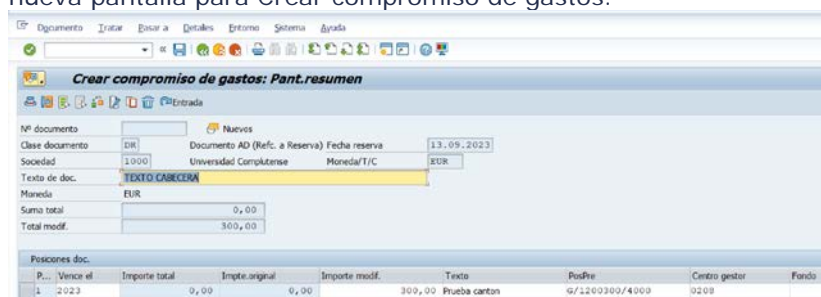 nueva pantalla para Crear compromiso de gastos:
Documento Tratar Pasar a Detalles Entorno Sistema Ayuda
Crear compromiso de gastos: Pant.resumen
Entrada
Nº documento Nuevos
Clase documento DR Documento AD (Refc. a Reserva) Fecha reserva 13.09.2023
Sociedad 1000 Universidad Complutense Moneda/T/C EUR
Texto de doc. TEXTO CABECERA
Moneda EUR
Suma total 0,00
Total modif. 300,00
Posiciones doc.
P... Vence el Importe total Impte.original Importe modif. Texto PosPre Centro gestor Fondo
1 2023 0,00 0,00 300,00 Prueba canton G/1200300/4000 0208